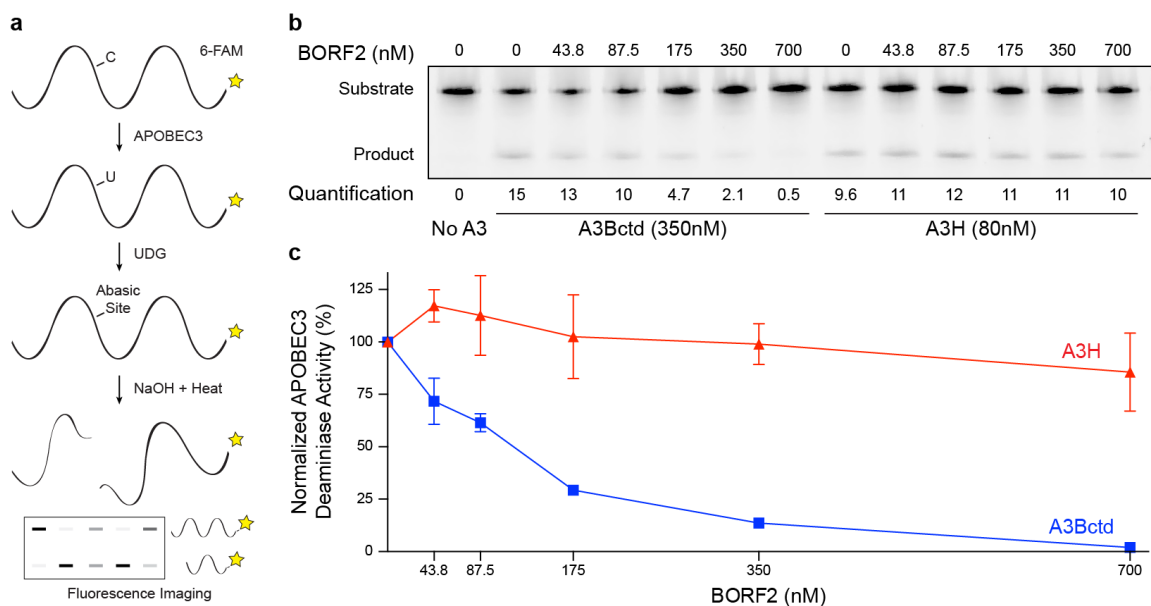 a
C
6-FAM
APOBEC3
U
UDG
Abasic
Site
NaOH + Heat
Fluorescence Imaging
b
BORF2 (nM) 0 0 43.8 87.5 175 350 700 0 43.8 87.5 175 350 700
Substrate
Product
Quantification 0 15 13 10 4.7 2.1 0.5 9.6 11 12 11 11 10
No A3 A3Bctd (350nM) A3H (80nM)
c
Normalized APOBEC3
Deaminiase Activity (%)
125
100
75
50
25
0
A3H
A3Bctd
43.8 87.5 175 350 700
BORF2 (nM)